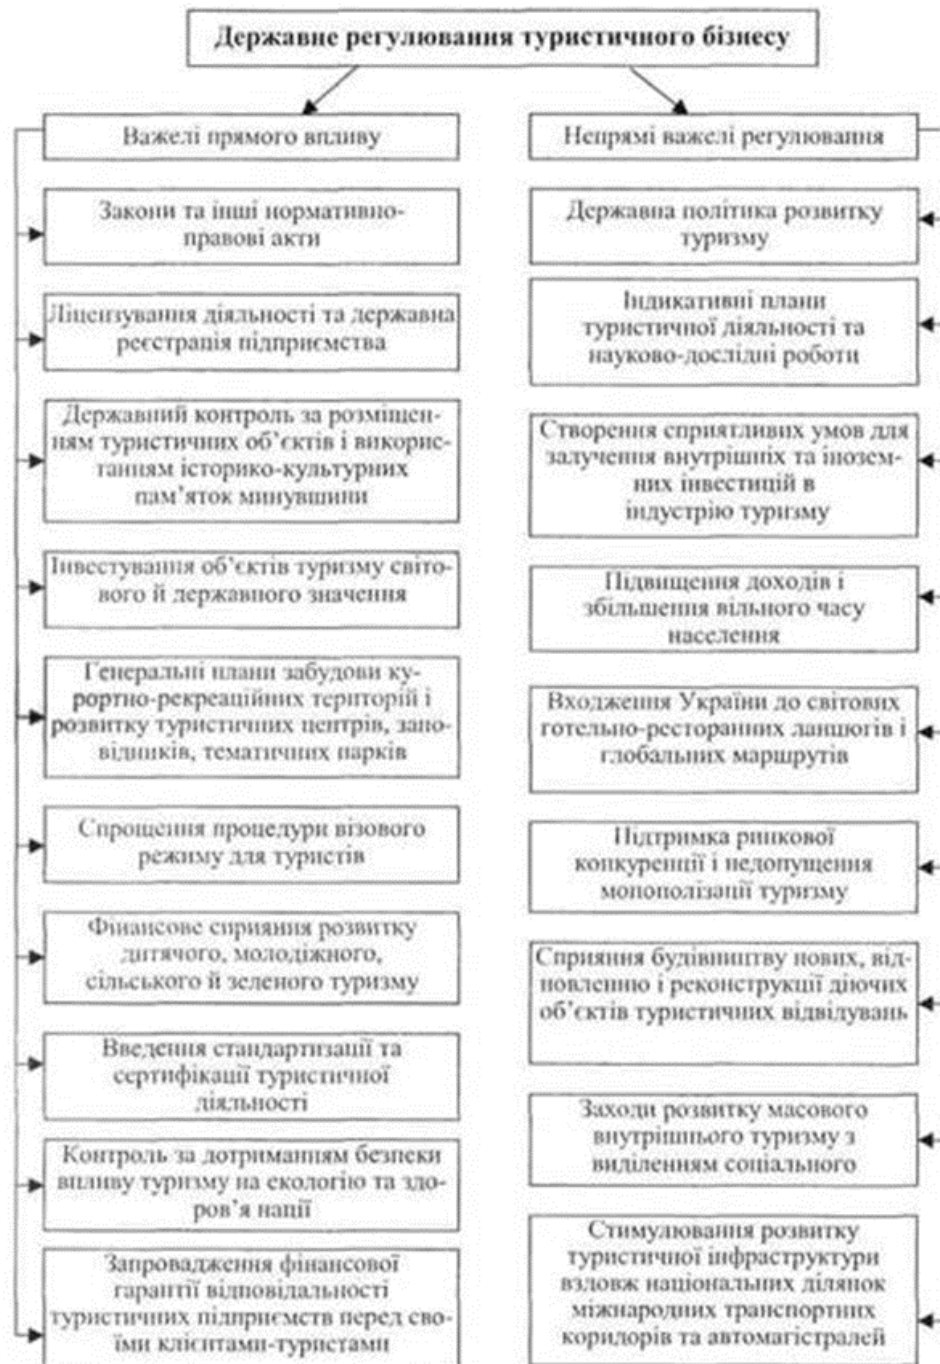 Державне регулювання туристичного бізнесу
Важелі прямого впливу
Закони та інші нормативно-
правові акти
Ліцензування діяльності та державна
реєстрація підприємства
Державний контроль за розміщен-
ням туристичних об’єктів і викорис-
танням історико-культурних
пам’яток минувшини
Інвестування об’єктів туризму світо-
вого й державного значення
Генеральні плани забудови ку-
рортно-рекреаційних територій і
розвитку туристичних центрів, запо-
відників, тематичних парків
Спрощення процедури візового
режиму для туристів
Фінансове сприяння розвитку
дитячого, молодіжного,
сільського й зеленого туризму
Введення стандартизації та
сертифікації туристичної
діяльності
Контроль за дотриманням безпеки
впливу туризму на екологію та здо-
ров’я нації
Запровадження фінансової
гарантії відповідальності
туристичних підприємств перед сво-
їми клієнтами-туристами
Непрямі важелі регулювання
Державна політика розвитку
туризму
Індикативні плани
туристичної діяльності та
науково-дослідні роботи
Створення сприятливих умов для
залучення внутрішніх та інозем-
них інвестицій в
індустрію туризму
Підвищення доходів і
збільшення вільного часу
населення
Входження України до світових
готельно-ресторанних ланцюгів і
глобальних маршрутів
Підтримка ринкової
конкуренції і недопущення
монополізації туризму
Сприяння будівництву нових, від-
новленню і реконструкції діючих
об’єктів туристичних відвідувань
Заходи розвитку масового
внутрішнього туризму з
виділенням соціального
Стимулювання розвитку
туристичної інфраструктури
вздовж національних ділянок
міжнародних транспортних
коридорів та автомагістралей